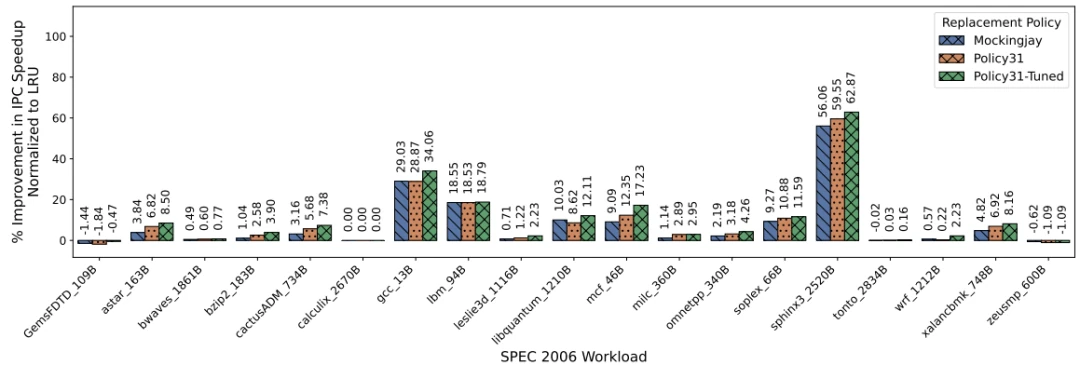 % Improvement in IPC Speedup
Normalized to LRU
100
80
60
40
20
0
Replacement Policy
Mockingjay
Policy31
Policy31-Tuned
-1.44 -1.84 -0.47
3.84 6.82 8.50
0.49 0.60 0.77
1.04 2.58 3.90
3.16 5.68 7.38
0.00 0.00 0.00
29.03 28.87 34.06
18.55 18.53 18.79
0.71 1.22 2.23
10.03 8.62 12.11
9.09 12.35 17.23
1.14 2.89 2.95
2.19 3.18 4.26
9.27 10.88 11.59
56.06 59.55 62.87
-0.02 0.03 0.16
0.57 0.22 2.23
4.82 6.92 8.16
-0.62 -1.09 -1.09
GemsFDTD_109B
astar_163B
bwaves_1861B
bzip2_183B
cactusADM_734B
calculix_2670B
gcc_13B
lbm_94B
leslie3d_1116B
libquantum_1210B
mcf_46B
milc_360B
omnetpp_340B
soplex_66B
sphinx3_2520B
tonto_2834B
wrf_1212B
xalancbmk_748B
zeusmp_600B
SPEC 2006 Workload